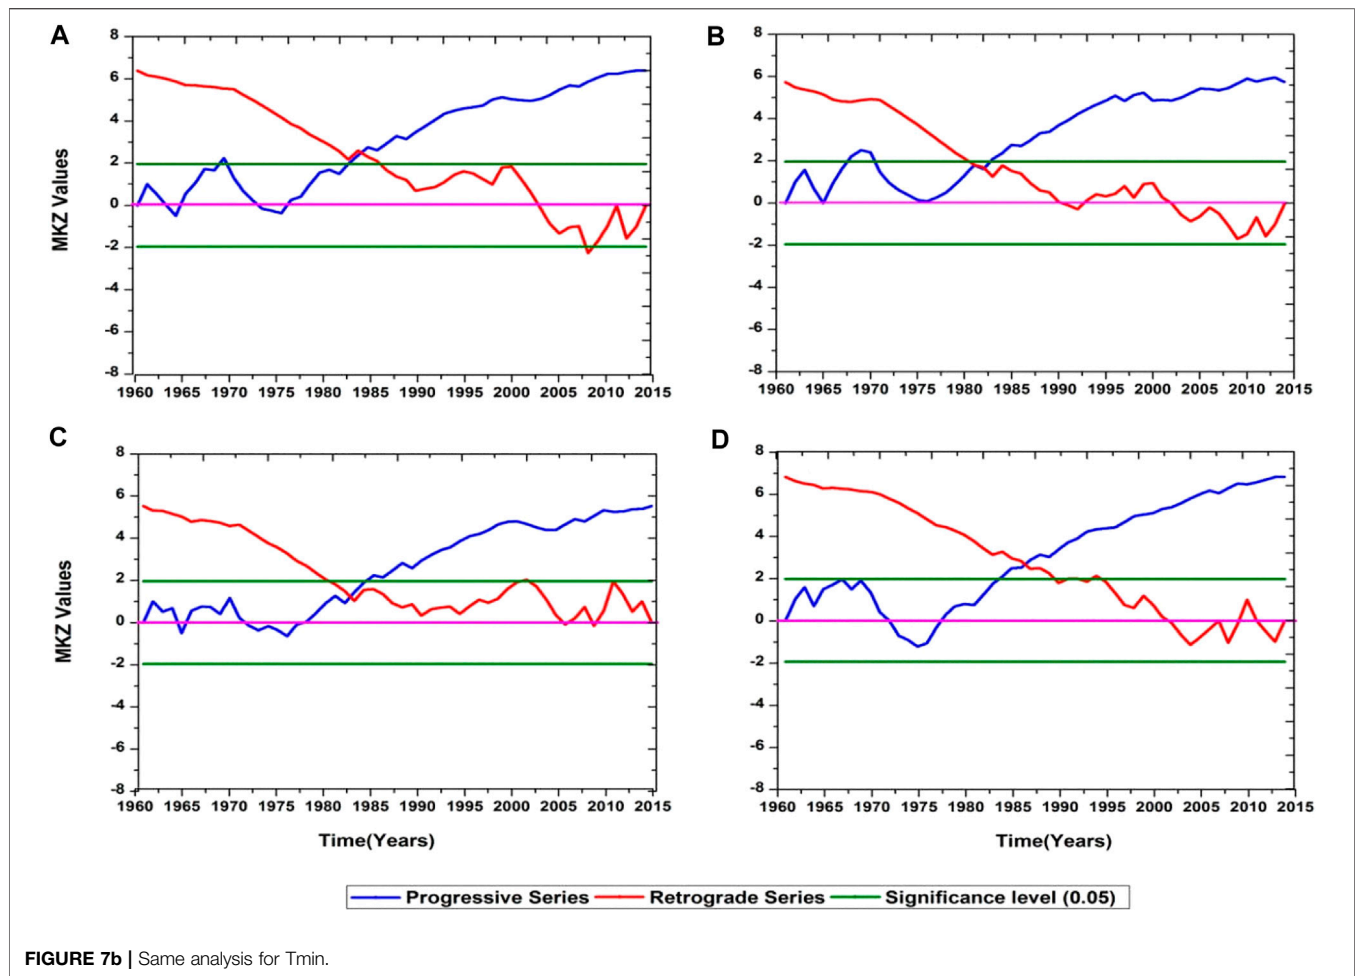 A
8
6
4
2
0
-2
-4
-6
-8
MKZ Values
1960 1965 1970 1975 1980 1985 1990 1995 2000 2005 2010 2015
B
8
6
4
2
0
-2
-4
-6
-8
1960 1965 1970 1975 1980 1985 1990 1995 2000 2005 2010 2015
C
8
6
4
2
0
-2
-4
-6
-8
MKZ Values
1960 1965 1970 1975 1980 1985 1990 1995 2000 2005 2010 2015
Time(Years)
D
8
6
4
2
0
-2
-4
-6
-8
1960 1965 1970 1975 1980 1985 1990 1995 2000 2005 2010 2015
Time(Years)
Progressive Series Retrograde Series Significance level (0.05)
FIGURE 7b | Same analysis for Tmin.